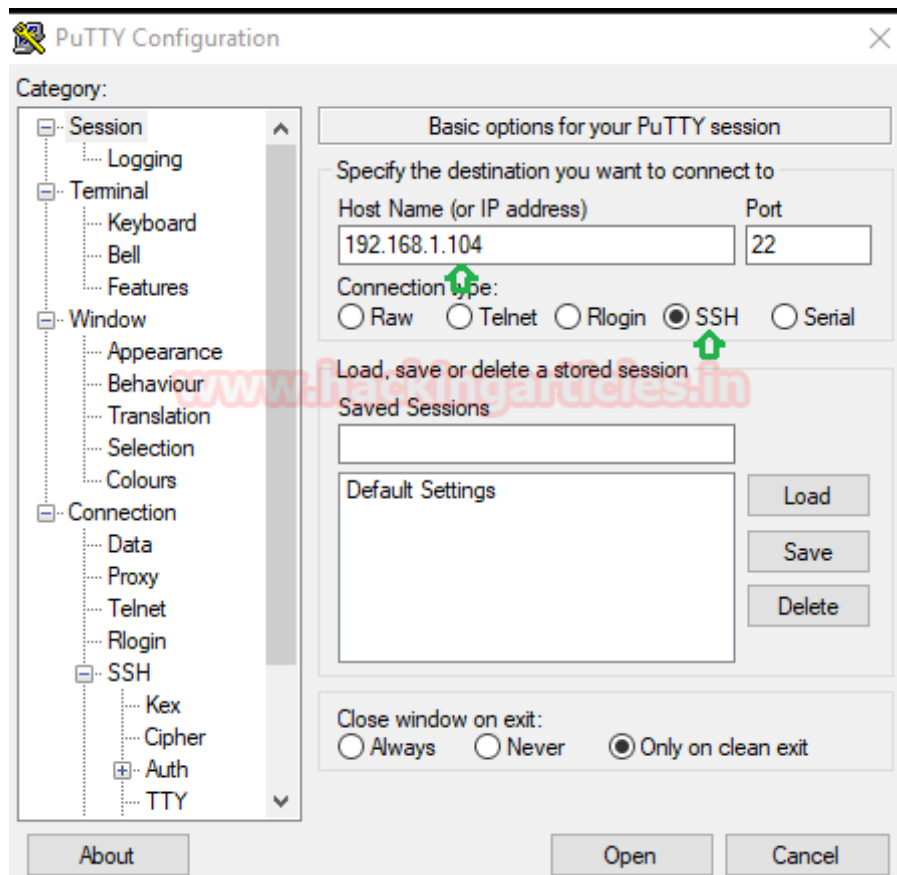 PuTTY Configuration
Category:
Session
Logging
Terminal
Keyboard
Bell
Features
Window
Appearance
Behaviour
Translation
Selection
Colours
Connection
Data
Proxy
Telnet
Rlogin
SSH
Kex
Cipher
Auth
TTY
Basic options for your PuTTY session
Specify the destination you want to connect to
Host Name (or IP address) Port
192.168.1.104 22
Connection type:
Raw Telnet Rlogin SSH Serial
Load, save or delete a stored session
www.hackingarticles.in
Saved Sessions
Default Settings
Load
Save
Delete
Close window on exit:
Always Never Only on clean exit
About Open Cancel